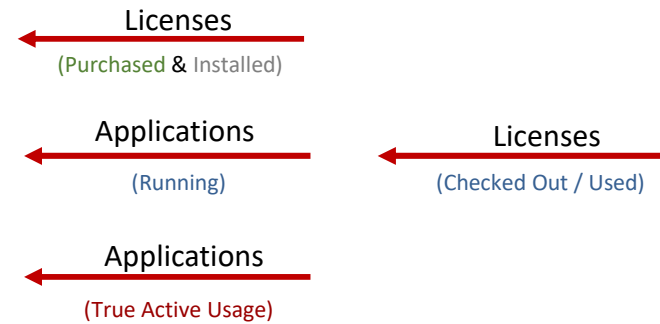 Licenses
(Purchased & Installed)
Applications
(Running)
Licenses
(Checked Out / Used)
Applications
(True Active Usage)